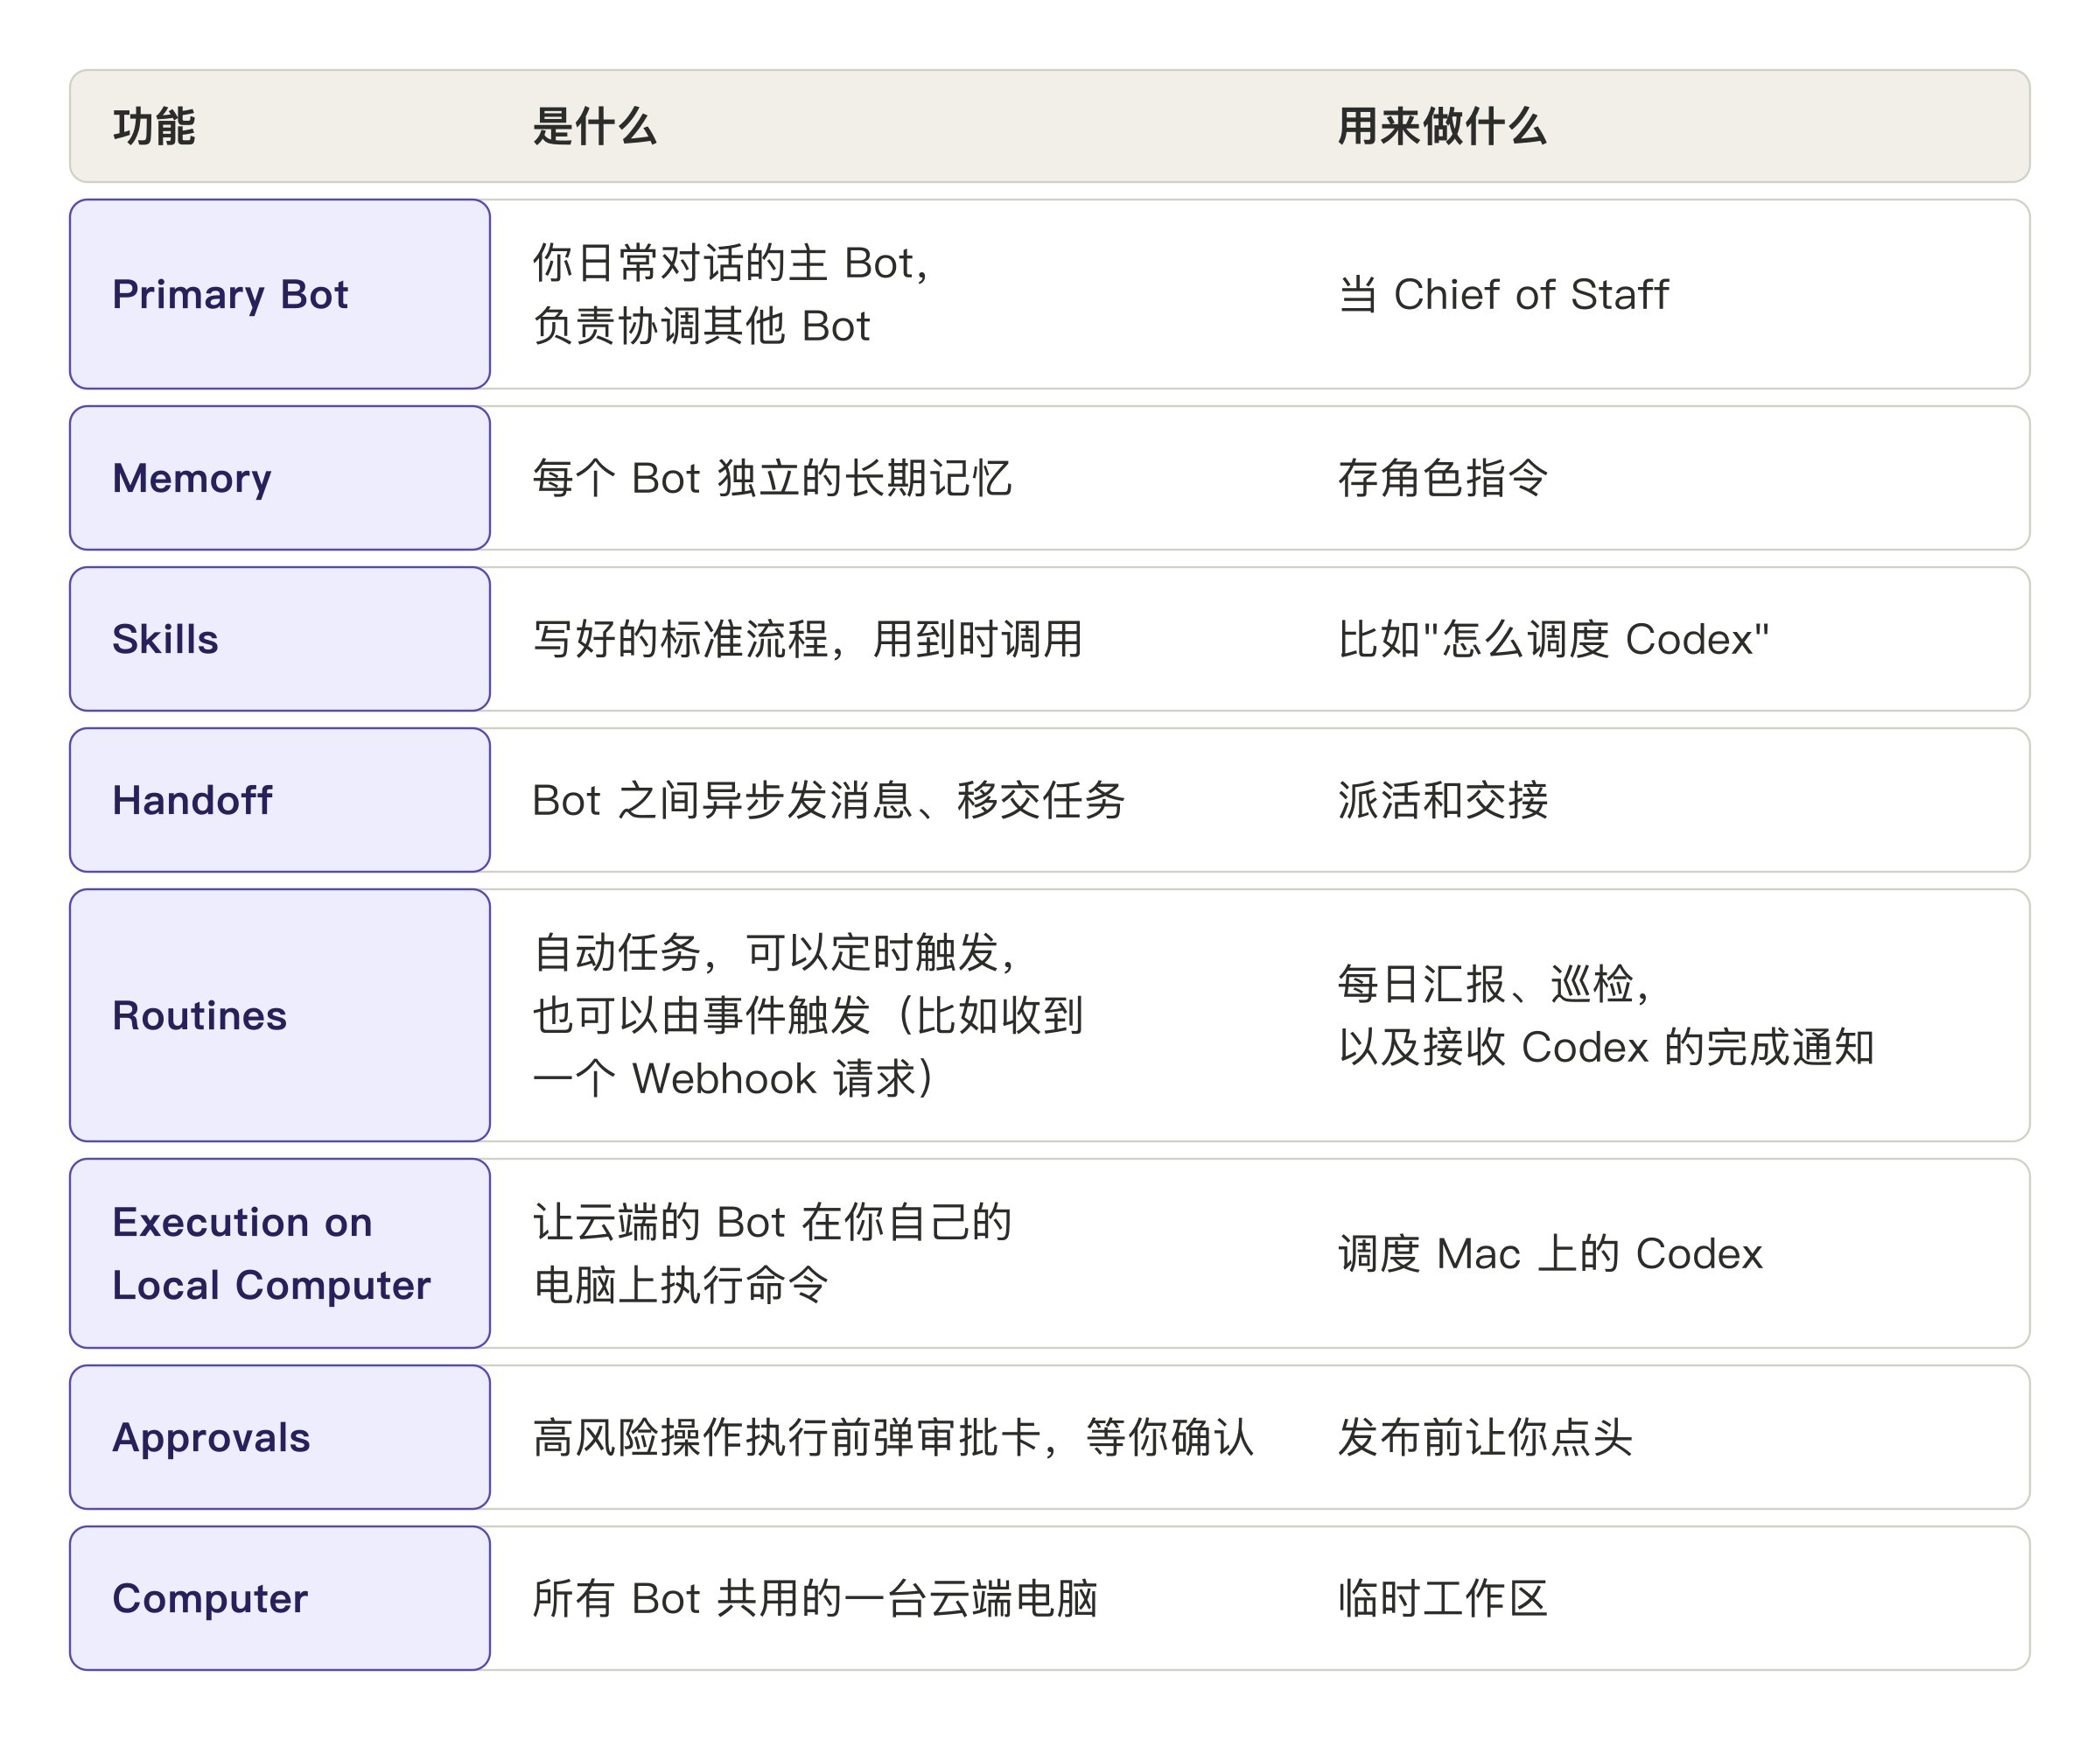 功能
是什么
用来做什么
Primary Bot
你日常对话的主 Bot，
负责协调其他 Bot
当 Chief of Staff
Memory
每个 Bot 独立的长期记忆
存角色指令
Skills
写好的标准流程，用到时调用
比如"怎么调度 Codex"
Handoff
Bot 之间异步发消息、移交任务
派活和交接
Routines
自动任务，可以定时触发，
也可以由事件触发（比如收到
一个 Webhook 请求）
每日汇报、巡检，
以及接收 Codex 的完成通知
Execution on
Local Computer
让云端的 Bot 在你自己的
电脑上执行命令
调度 Mac 上的 Codex
Approvals
高风险操作执行前弹审批卡，等你确认
发布前让你点头
Computer
所有 Bot 共用的一台云端电脑
临时工作区